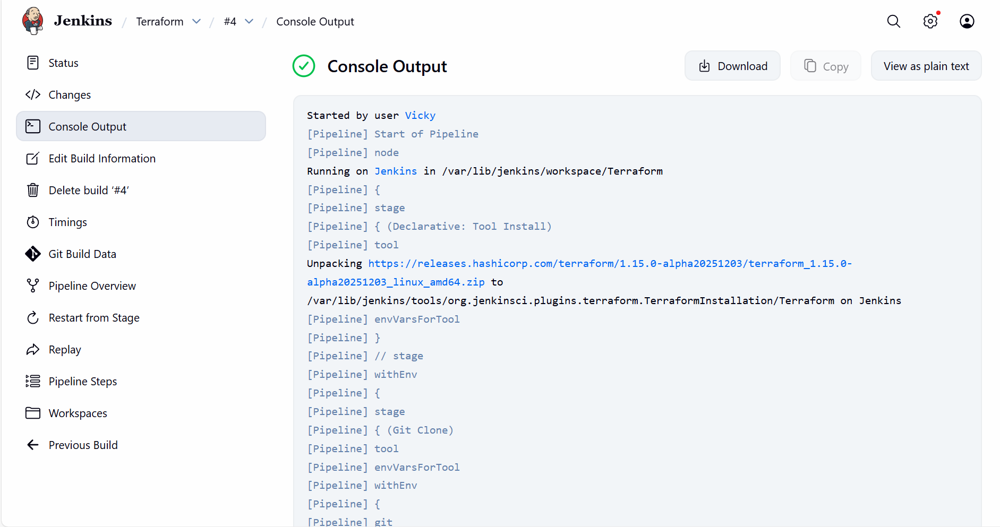 Jenkins / Terraform / #4 / Console Output
Status
Changes
Console Output
Edit Build Information
Delete build ‘#4’
Timings
Git Build Data
Pipeline Overview
Restart from Stage
Replay
Pipeline Steps
Workspaces
Previous Build
Console Output
Download
Copy
View as plain text
Started by user Vicky
[Pipeline] Start of Pipeline
[Pipeline] node
Running on Jenkins in /var/lib/jenkins/workspace/Terraform
[Pipeline] {
[Pipeline] stage
[Pipeline] { (Declarative: Tool Install)
[Pipeline] tool
Unpacking https://releases.hashicorp.com/terraform/1.15.0-alpha20251203/terraform_1.15.0-
alpha20251203_linux_amd64.zip to
/var/lib/jenkins/tools/org.jenkinsci.plugins.terraform.TerraformInstallation/Terraform on Jenkins
[Pipeline] envVarsForTool
[Pipeline] }
[Pipeline] // stage
[Pipeline] withEnv
[Pipeline] {
[Pipeline] stage
[Pipeline] { (Git Clone)
[Pipeline] tool
[Pipeline] envVarsForTool
[Pipeline] withEnv
[Pipeline] {
[Pipeline] git